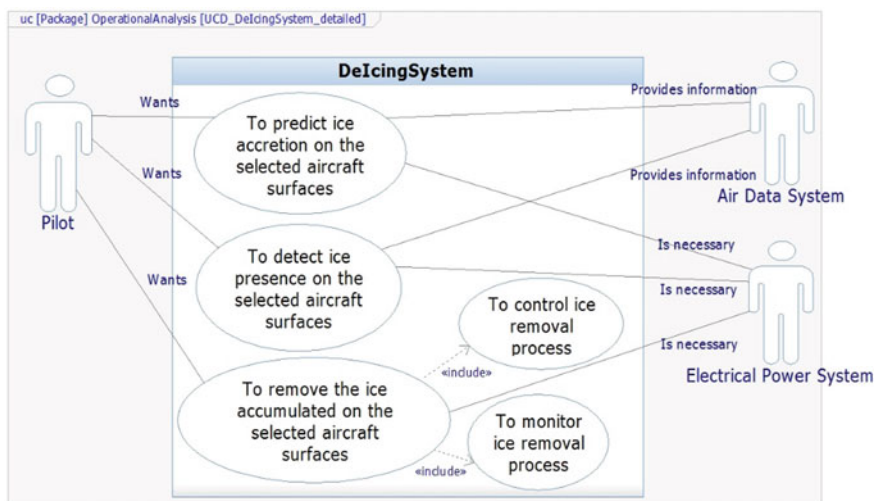 uc [Package] OperationalAnalysis [UCD_DeIcingSystem_detailed]
DeIcingSystem
Wants
To predict ice
accretion on the
selected aircraft
surfaces
Provides information
Wants
Pilot
Provides information
Air Data System
To detect ice
presence on the
selected aircraft
surfaces
Is necessary
Wants
Is necessary
To control ice
removal
process
Is necessary
Electrical Power System
«include»
To remove the ice
accumulated on the
selected aircraft
surfaces
To monitor
ice removal
process
«include»